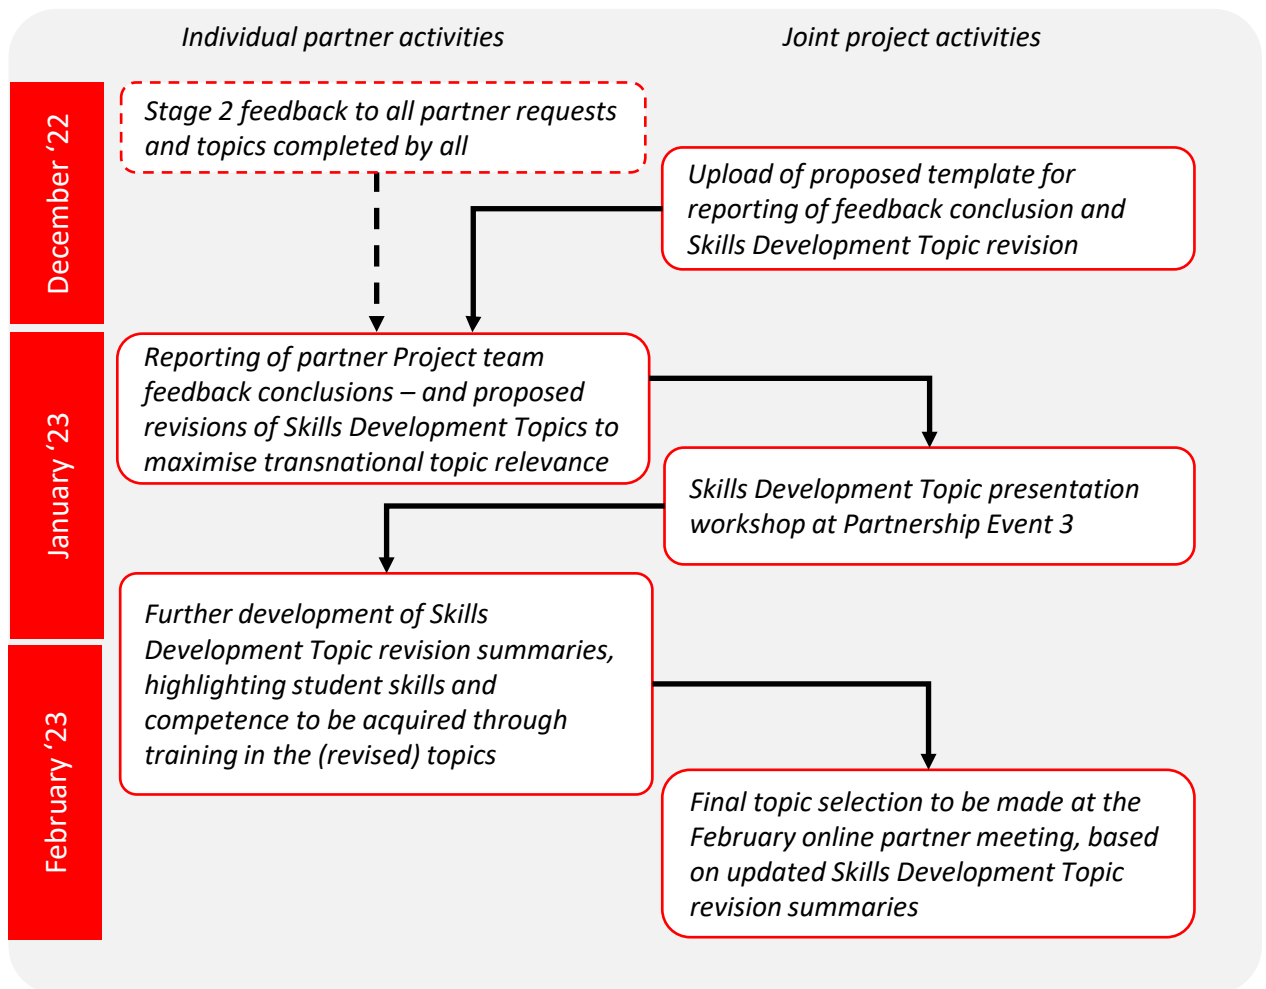 Individual partner activities
Joint project activities
December ‘22
Stage 2 feedback to all partner requests
and topics completed by all
Upload of proposed template for
reporting of feedback conclusion and
Skills Development Topic revision
January ‘23
Reporting of partner Project team
feedback conclusions – and proposed
revisions of Skills Development Topics to
maximise transnational topic relevance
Skills Development Topic presentation
workshop at Partnership Event 3
Further development of Skills
Development Topic revision summaries,
highlighting student skills and
competence to be acquired through
training in the (revised) topics
February ‘23
Final topic selection to be made at the
February online partner meeting, based
on updated Skills Development Topic
revision summaries